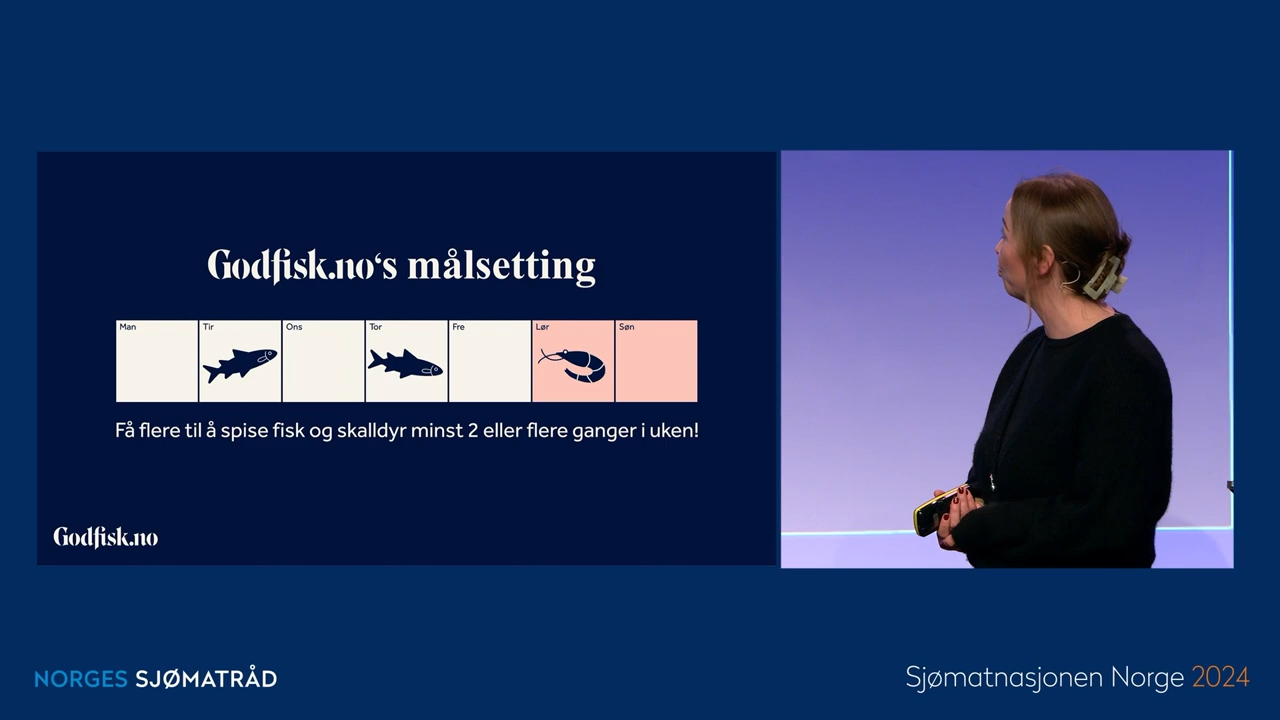 Godfisk.no‘s målsetting
Man Tir Ons Tor Fre Lør Søn
Få flere til å spise fisk og skalldyr minst 2 eller flere ganger i uken!
Godfisk.no
NORGES SJØMATRÅD
Sjømatnasjonen Norge 2024